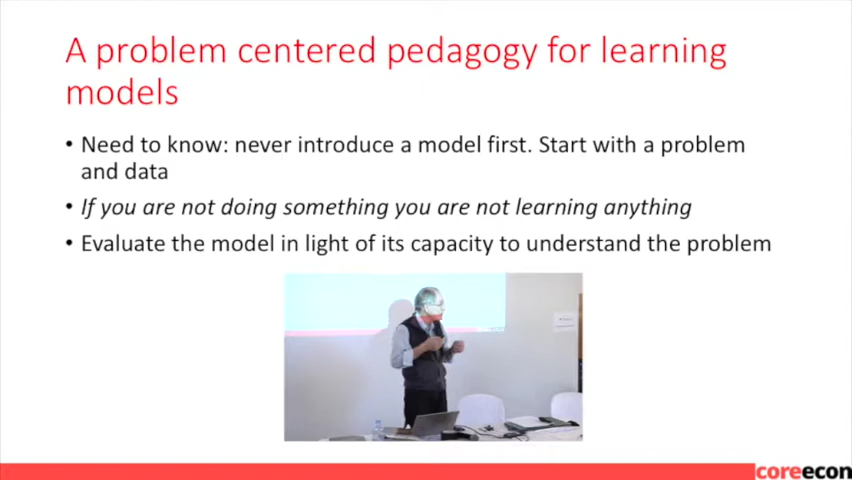 A problem centered pedagogy for learning
models
• Need to know: never introduce a model first. Start with a problem
and data
• If you are not doing something you are not learning anything
• Evaluate the model in light of its capacity to understand the problem
coreecon